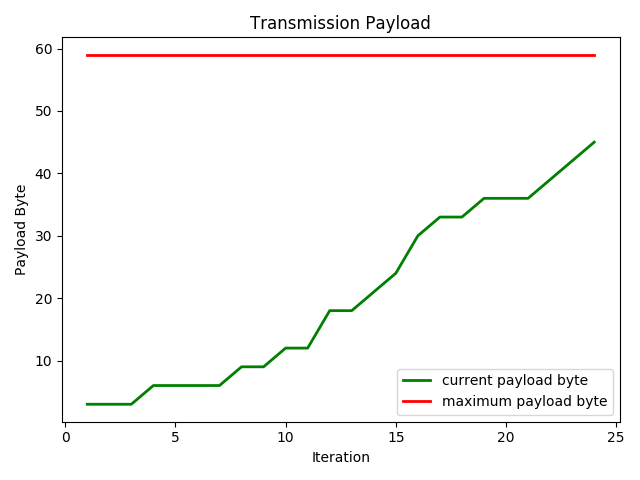 Transmission Payload
60
50
40
30
20
10
Payload Byte
0
5
10
15
20
25
Iteration
current payload byte
maximum payload byte